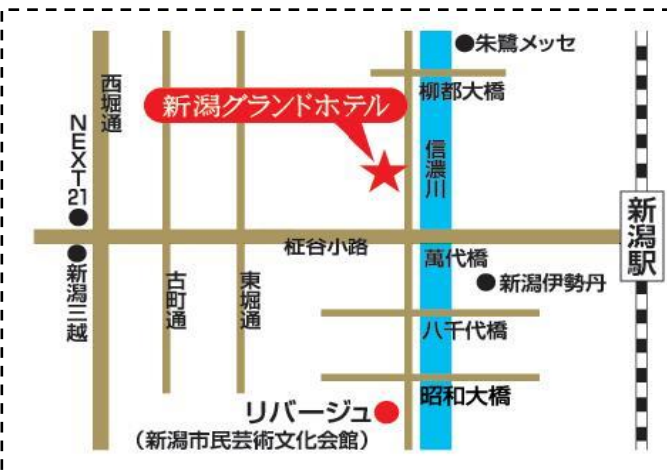 朱鷺メッセ
柳都大橋
西堀通
新潟グランドホテル
NEXT21
信濃川
新潟駅
柾谷小路
萬代橋
新潟三越
古町通
東堀通
新潟伊勢丹
八千代橋
昭和大橋
リバージュ
(新潟市民芸術文化会館)